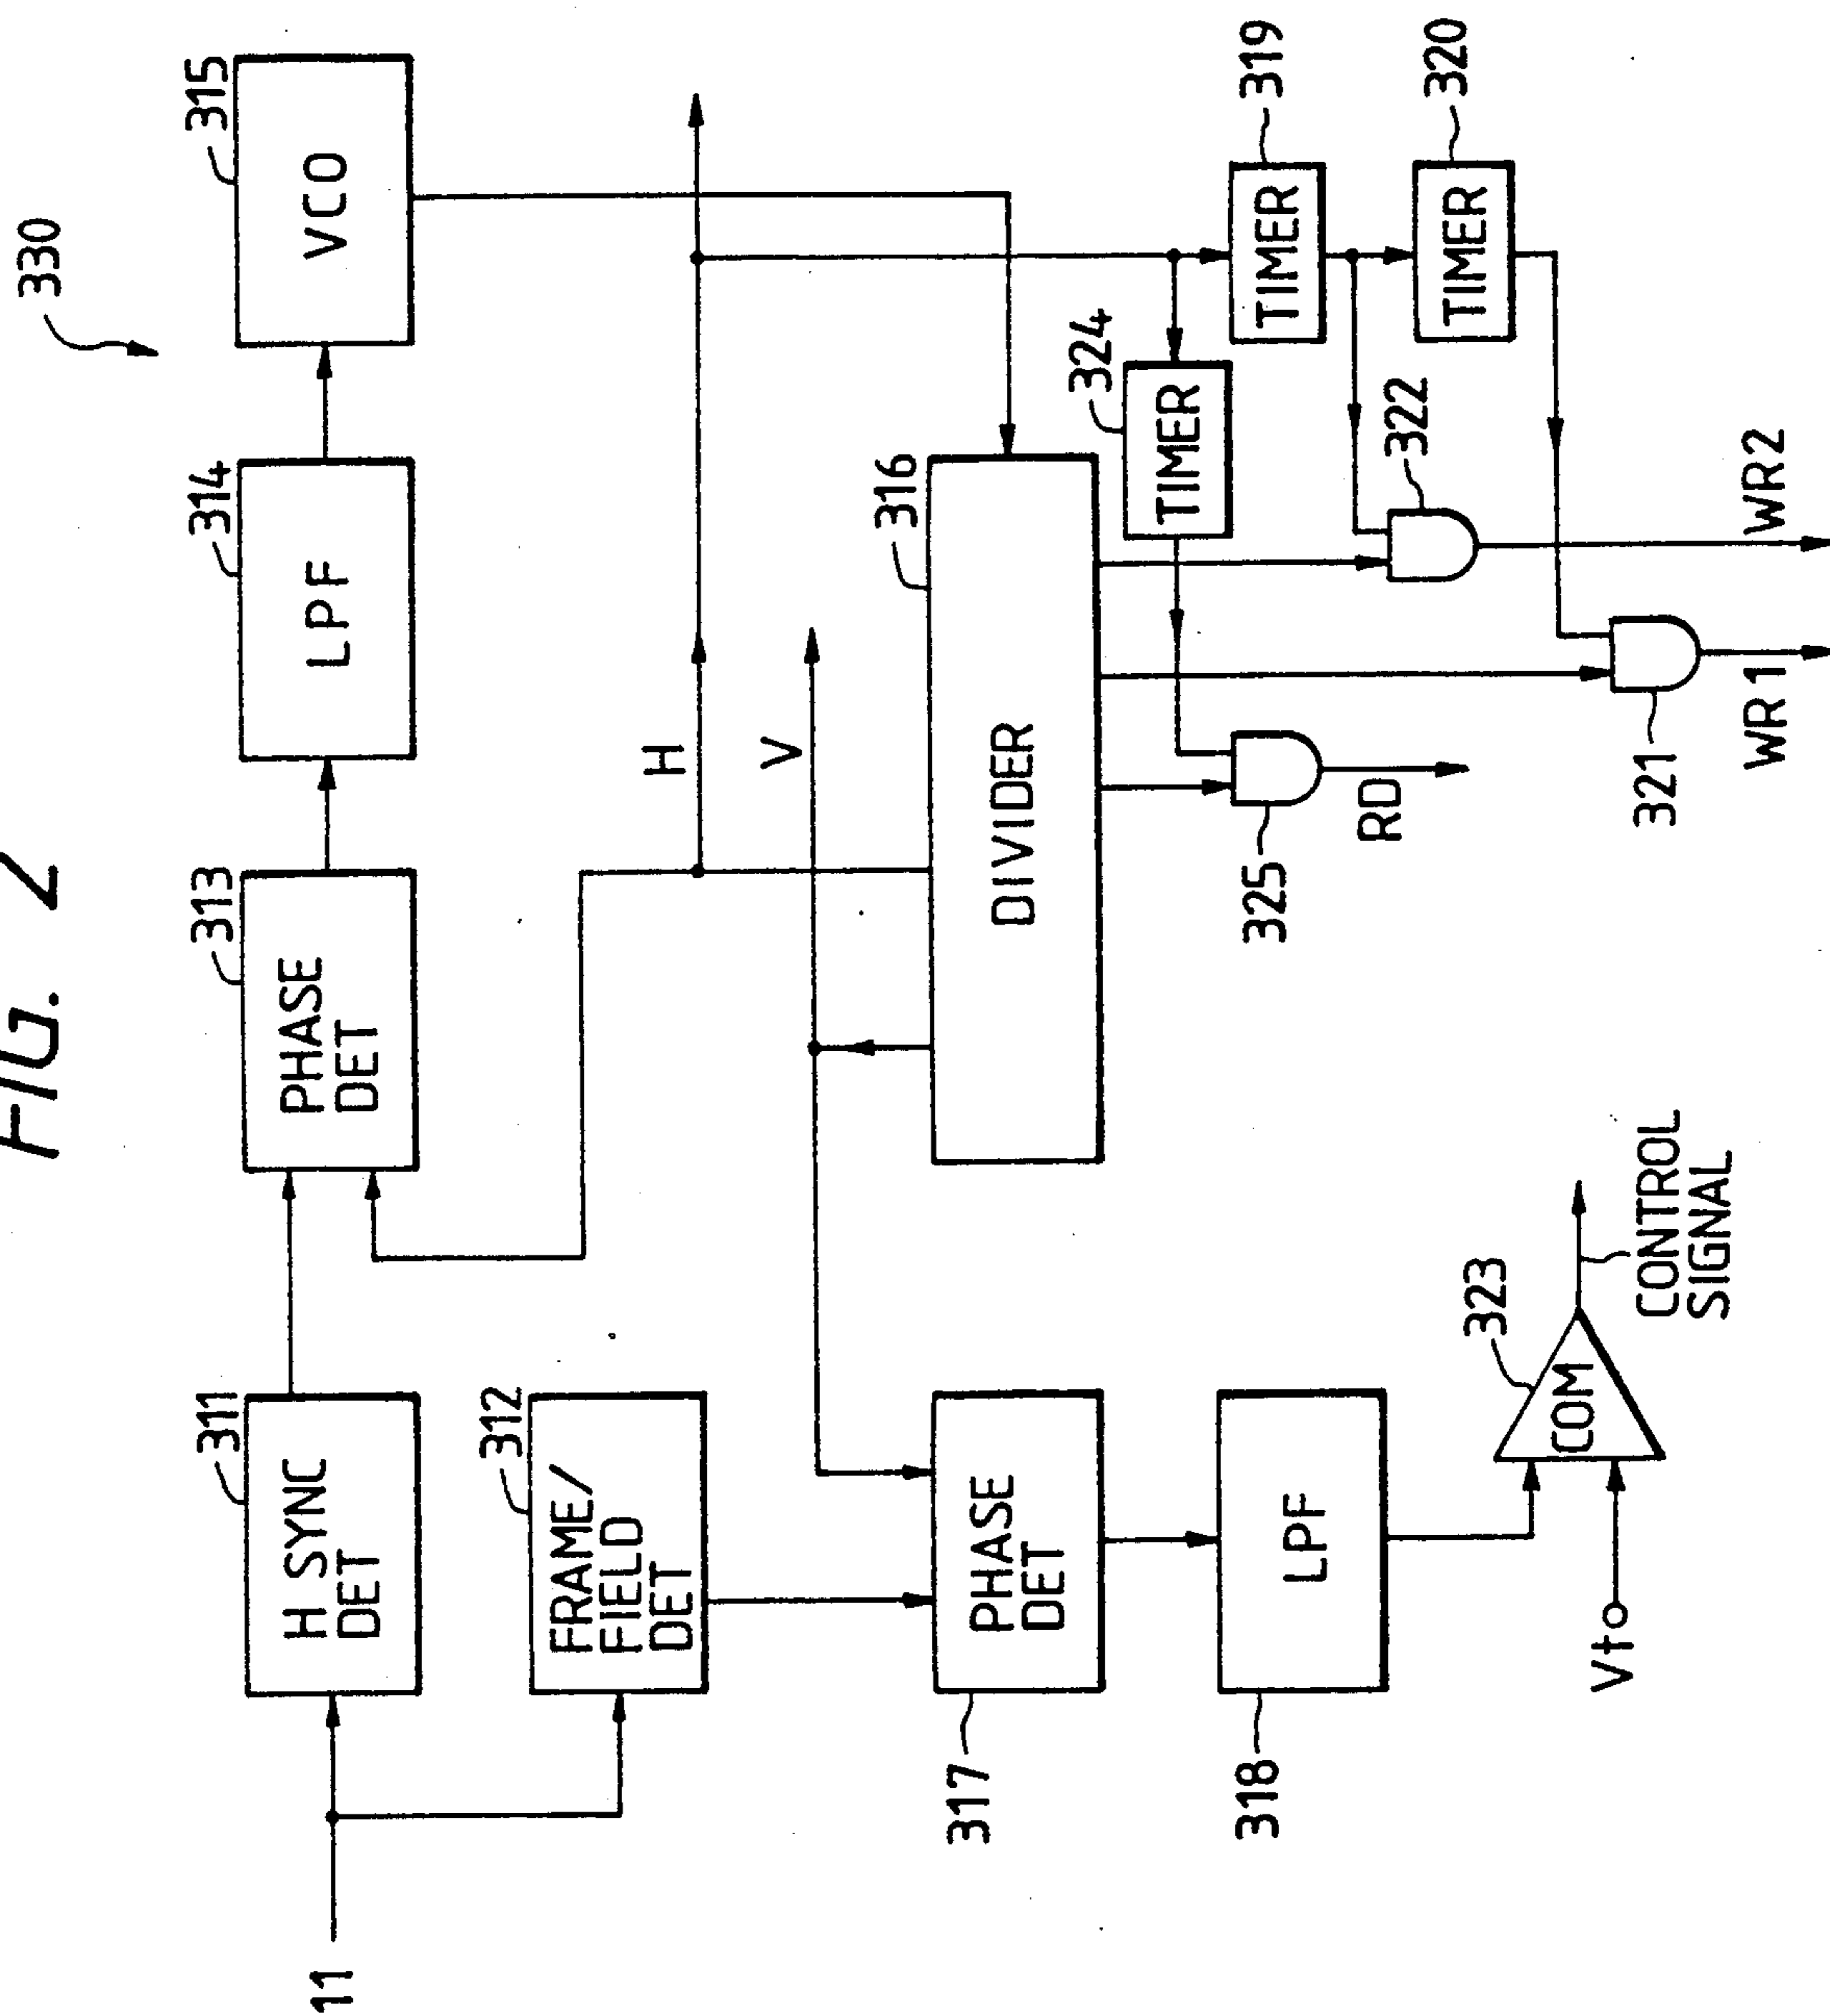 FIG. 2
330
315
VCO
314
LPF
313
PHASE
DET
311
H SYNC
DET
11
312
FRAME/
FIELD
DET
H
V
316
DIVIDER
317
PHASE
DET
318
LPF
323
COM
Vt
CONTROL
SIGNAL
324
TIMER
319
TIMER
320
TIMER
322
WR2
321
WR1
325
RD